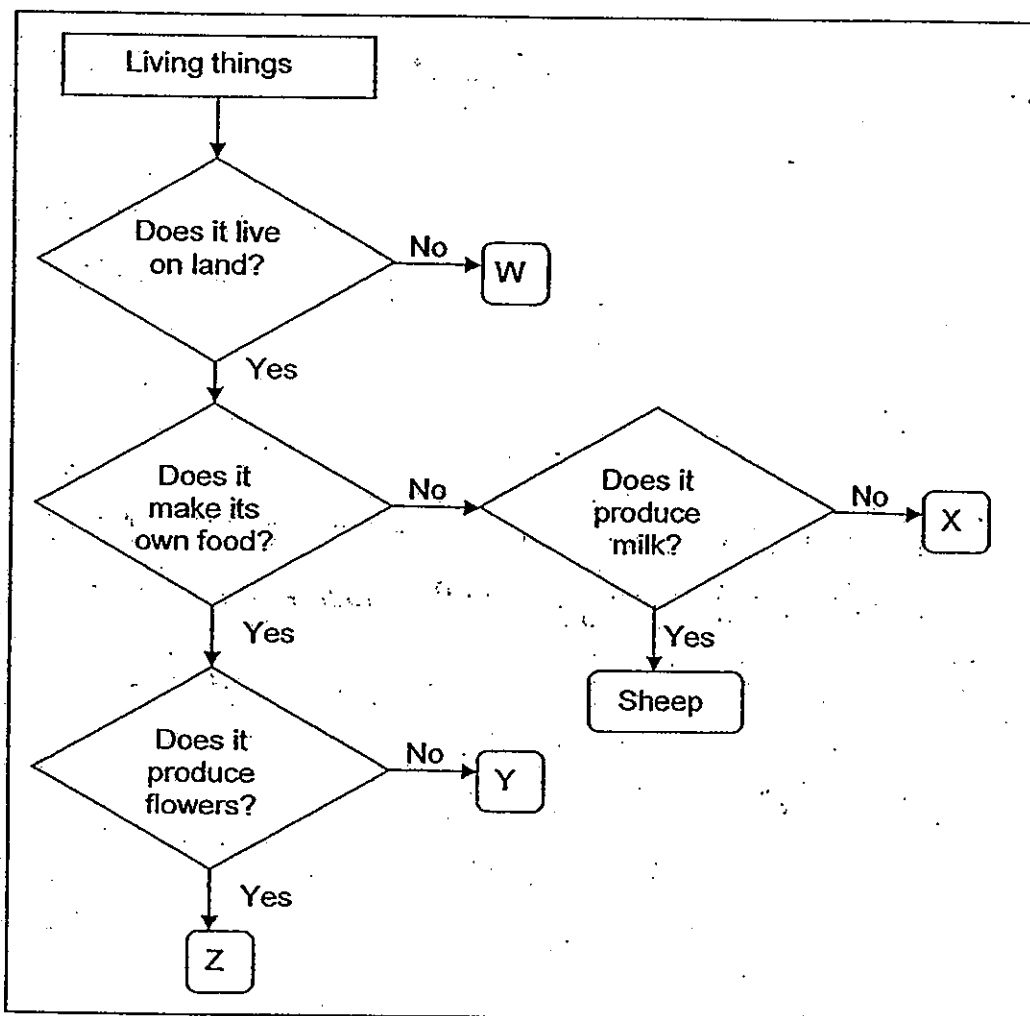 Living things
Does it live
on land?
No
W
Yes
Does it
make its
own food?
No
Does it
produce
milk?
No
X
Yes
Yes
Sheep
Does it
produce
flowers?
No
Y
Yes
Z